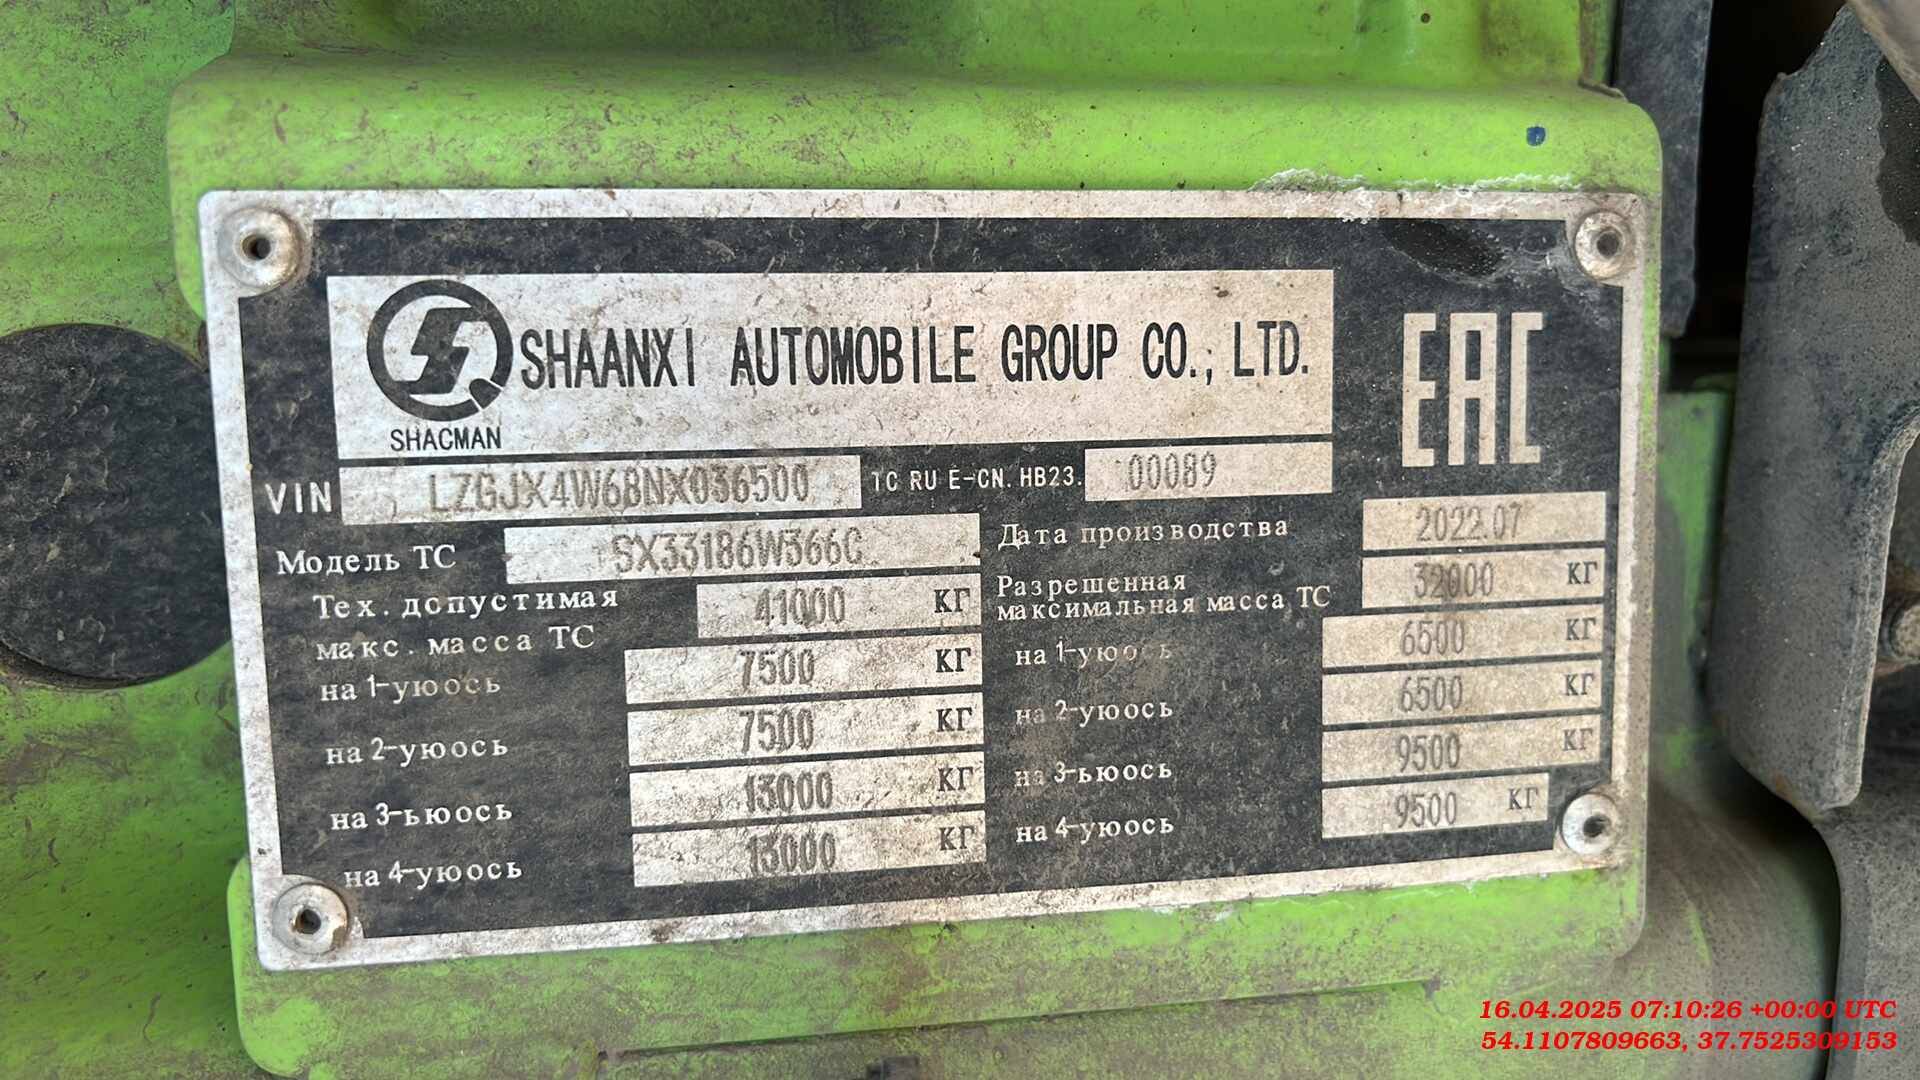 SHAANXI AUTOMOBILE GROUP CO., LTD.
SHACMAN
EAC
VIN LZGJX4W68NX036500 TC RU E-CN.HB23. 00089
Модель ТС SX33186W366C Дата производства 2022.07
Тех. допустимая макс. масса ТС 41000 КГ Разрешенная максимальная масса ТС 32000 КГ
на 1-уюось 7500 КГ на 1-уюось 6500 КГ
на 2-уюось 7500 КГ на 2-уюось 6500 КГ
на 3-ьюось 13000 КГ на 3-ьюось 9500 КГ
на 4-уюось 13000 КГ на 4-уюось 9500 КГ
16.04.2025 07:10:26 +00:00 UTC
54.1107809663, 37.7525309153